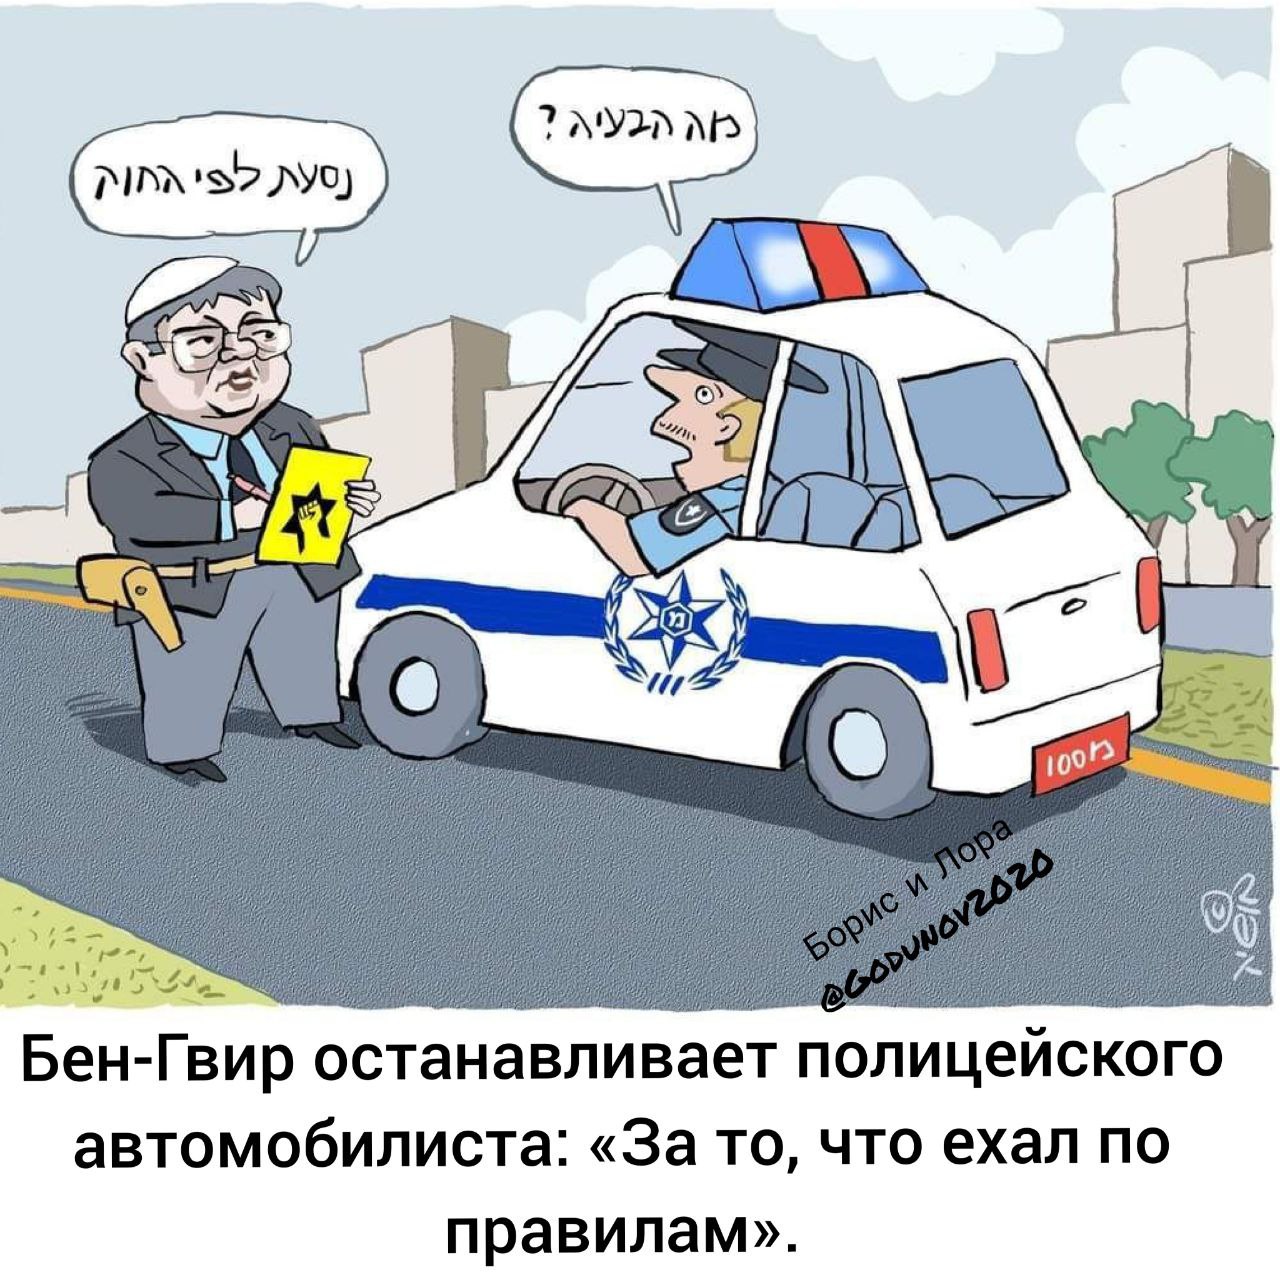 מה הבעיה?
נסעת לפי החוק
מ
מ001
Борис и Лора
@GODUNOV2020
©
Бен-Гвир останавливает полицейского
автомобилиста: «За то, что ехал по
правилам».